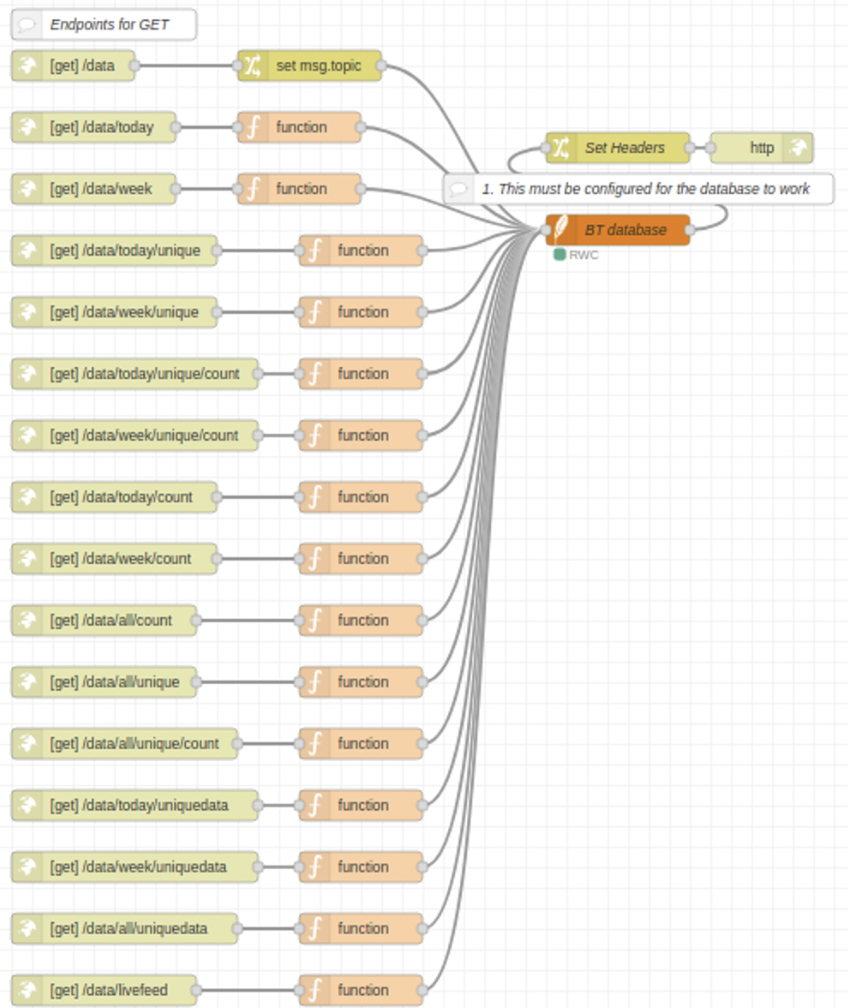 Endpoints for GET
[get] /data
set msg.topic
[get] /data/today
function
Set Headers
http
[get] /data/week
function
1. This must be configured for the database to work
BT database
RWC
[get] /data/today/unique
function
[get] /data/week/unique
function
[get] /data/today/unique/count
function
[get] /data/week/unique/count
function
[get] /data/today/count
function
[get] /data/week/count
function
[get] /data/all/count
function
[get] /data/all/unique
function
[get] /data/all/unique/count
function
[get] /data/today/uniquedata
function
[get] /data/week/uniquedata
function
[get] /data/all/uniquedata
function
[get] /data/livefeed
function